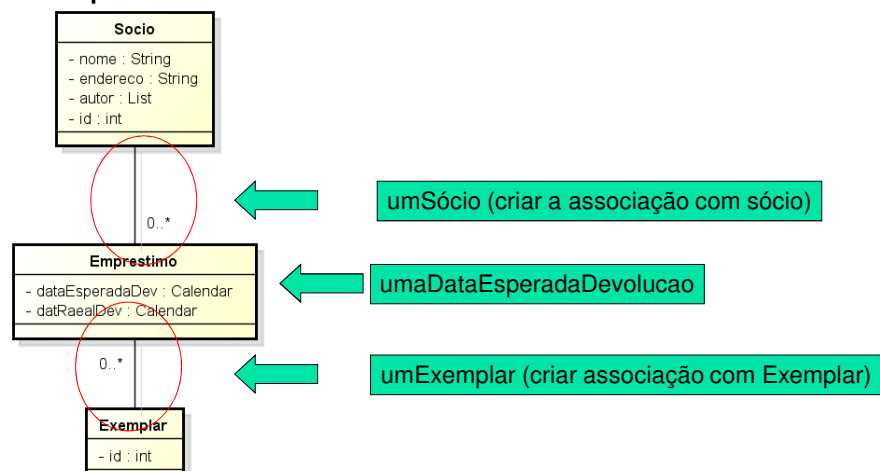 Socio
- nome : String
- endereco : String
- autor : List
- id : int
0..*
umSócio (criar a associação com sócio)
Emprestimo
- dataEsperadaDev : Calendar
- datRaealDev : Calendar
umaDataEsperadaDevolucao
0..*
umExemplar (criar associação com Exemplar)
Exemplar
- id : int